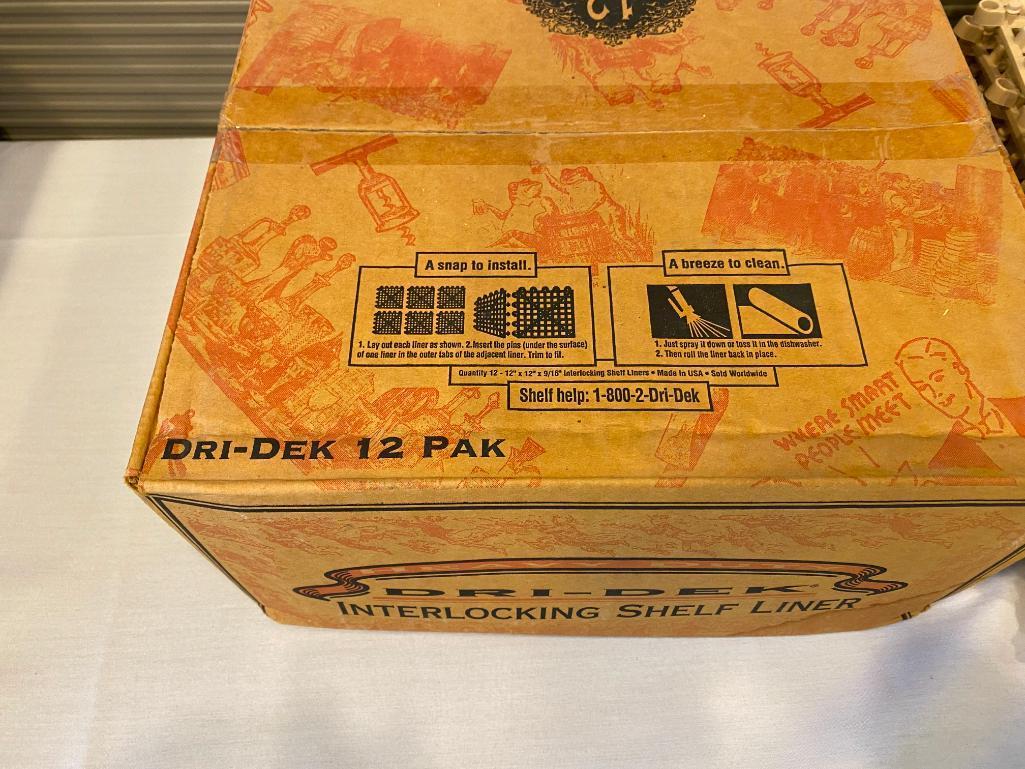 12
A snap to install.
1. Lay out each liner as shown. 2. Insert the pins (under the surface)
of one liner in the outer tabs of the adjacent liner. Trim to fit.
A breeze to clean.
1. Just spray it down or toss it in the dishwasher.
2. Then roll the liner back in place.
Quantity 12 - 12" x 12" x 9/16" Interlocking Shelf Liners • Made in USA • Sold Worldwide
Shelf help: 1-800-2-Dri-Dek
WHERE SMART
PEOPLE MEET
DRI-DEK 12 PAK
HEAVY DUTY
DRI-DEK®
INTERLOCKING SHELF LINER